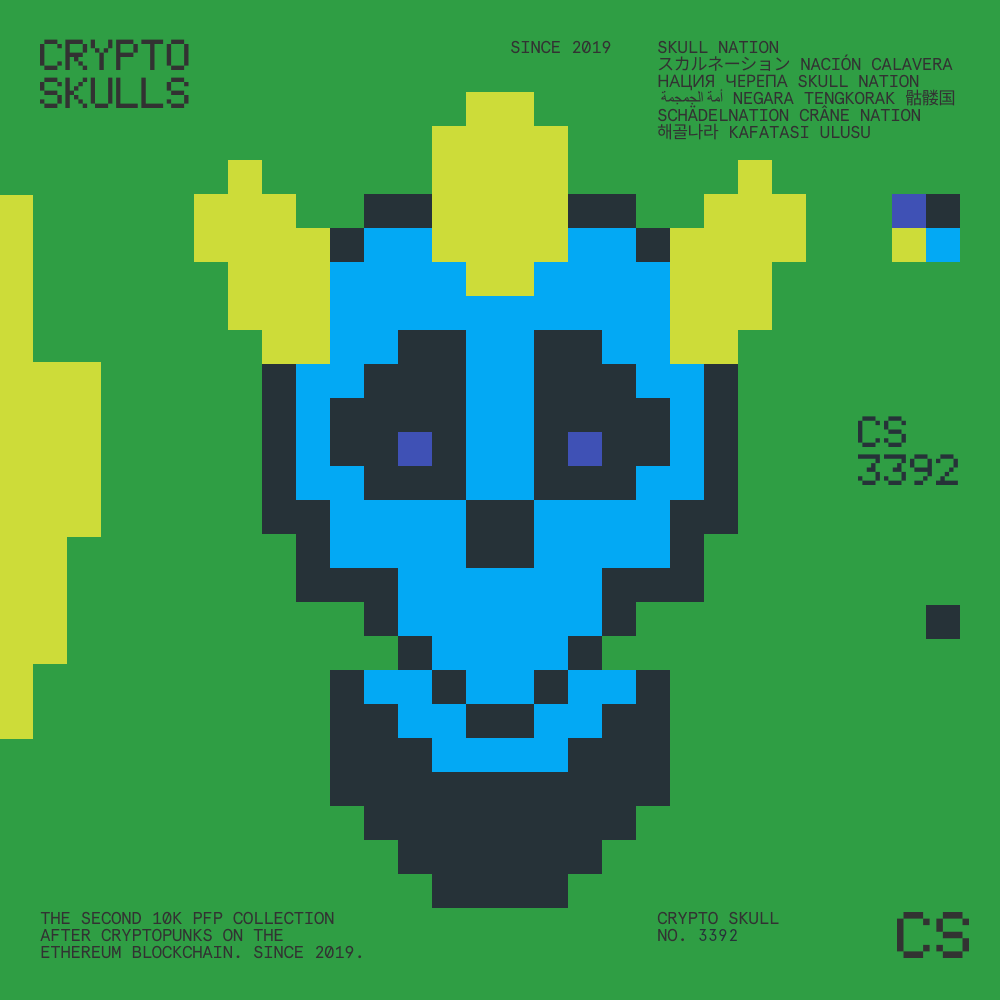 CRYPTO
SKULLS
SINCE 2019
SKULL NATION
スカルネーション NACIÓN CALAVERA
НАЦИЯ ЧЕРЕПА SKULL NATION
أمة الجمجمة NEGARA TENGKORAK 骷髅国
SCHÄDELNATION CRÂNE NATION
해골나라 KAFATASI ULUSU
CS
3392
THE SECOND 10K PFP COLLECTION
AFTER CRYPTOPUNKS ON THE
ETHEREUM BLOCKCHAIN. SINCE 2019.
CRYPTO SKULL
NO. 3392
CS